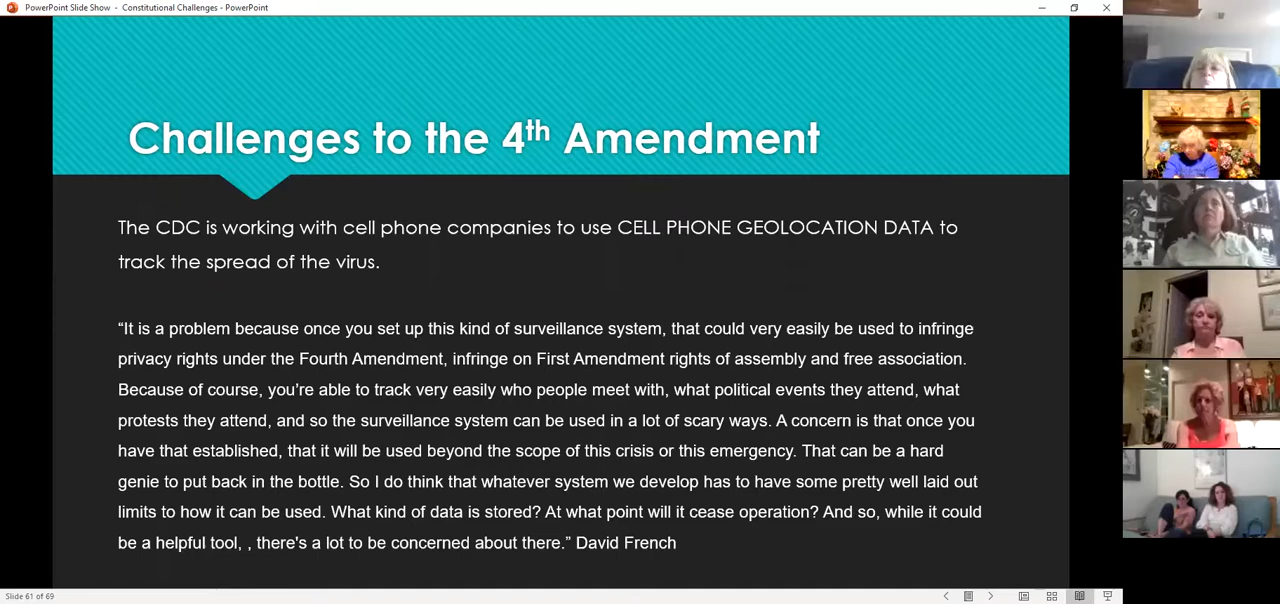 PowerPoint Slide Show - Constitutional Challenges - PowerPoint
Challenges to the 4th Amendment
The CDC is working with cell phone companies to use CELL PHONE GEOLOCATION DATA to
track the spread of the virus.
“It is a problem because once you set up this kind of surveillance system, that could very easily be used to infringe
privacy rights under the Fourth Amendment, infringe on First Amendment rights of assembly and free association.
Because of course, you’re able to track very easily who people meet with, what political events they attend, what
protests they attend, and so the surveillance system can be used in a lot of scary ways. A concern is that once you
have that established, that it will be used beyond the scope of this crisis or this emergency. That can be a hard
genie to put back in the bottle. So I do think that whatever system we develop has to have some pretty well laid out
limits to how it can be used. What kind of data is stored? At what point will it cease operation? And so, while it could
be a helpful tool, , there's a lot to be concerned about there.” David French
Slide 61 of 69